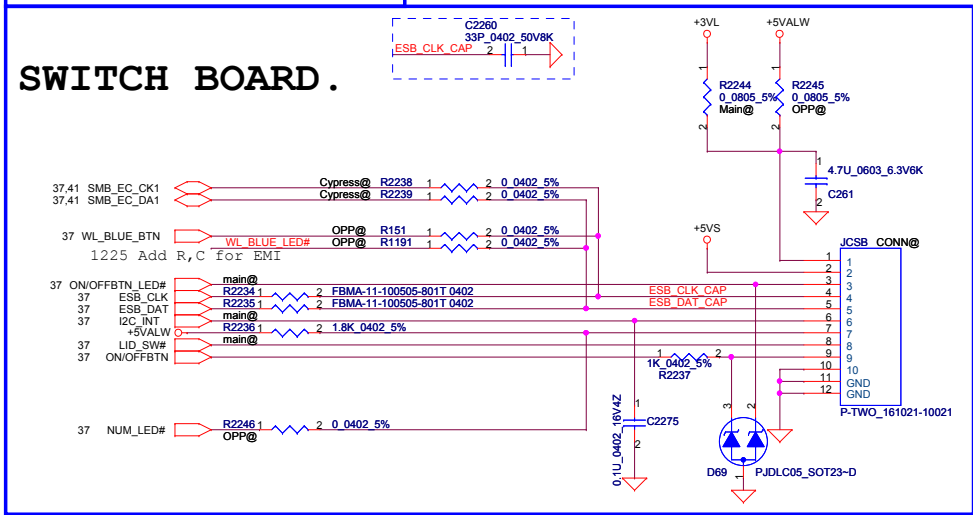 C2260
33P_0402_50V8K
ESB_CLK_CAP 2 1
SWITCH BOARD.
+3VL +5VALW
1 1
R2244 R2245
0_0805_5% 0_0805_5%
Main@ OPP@
2 2
1
4.7U_0603_6.3V6K
C261
2
37,41 SMB_EC_CK1 Cypress@ R2238 1 2 0_0402_5%
37,41 SMB_EC_DA1 Cypress@ R2239 1 2 0_0402_5%
37 WL_BLUE_BTN OPP@ R151 1 2 0_0402_5%
WL_BLUE_LED# OPP@ R1191 1 2 0_0402_5%
1225 Add R,C for EMI
+5VS
JCSB CONN@
37 ON/OFFBTN_LED# main@
37 ESB_CLK R2234 1 2 FBMA-11-100505-801T 0402 ESB_CLK_CAP
37 ESB_DAT R2235 1 2 FBMA-11-100505-801T 0402 ESB_DAT_CAP
37 I2C_INT main@
+5VALW R2236 1 2 1.8K_0402_5%
37 LID_SW# main@
37 ON/OFFBTN
1 2
1K_0402_5%
R2237
1 1
2 2
3 3
4 4
5 5
6 6
7 7
8 8
9 9
10 10
11 GND
12 GND
P-TWO_161021-10021
1
C2275
2
0.1U_0402_16V4Z
37 NUM_LED# R2246 1 2 0_0402_5%
OPP@
3 2
1
D69 PJDLC05_SOT23~D